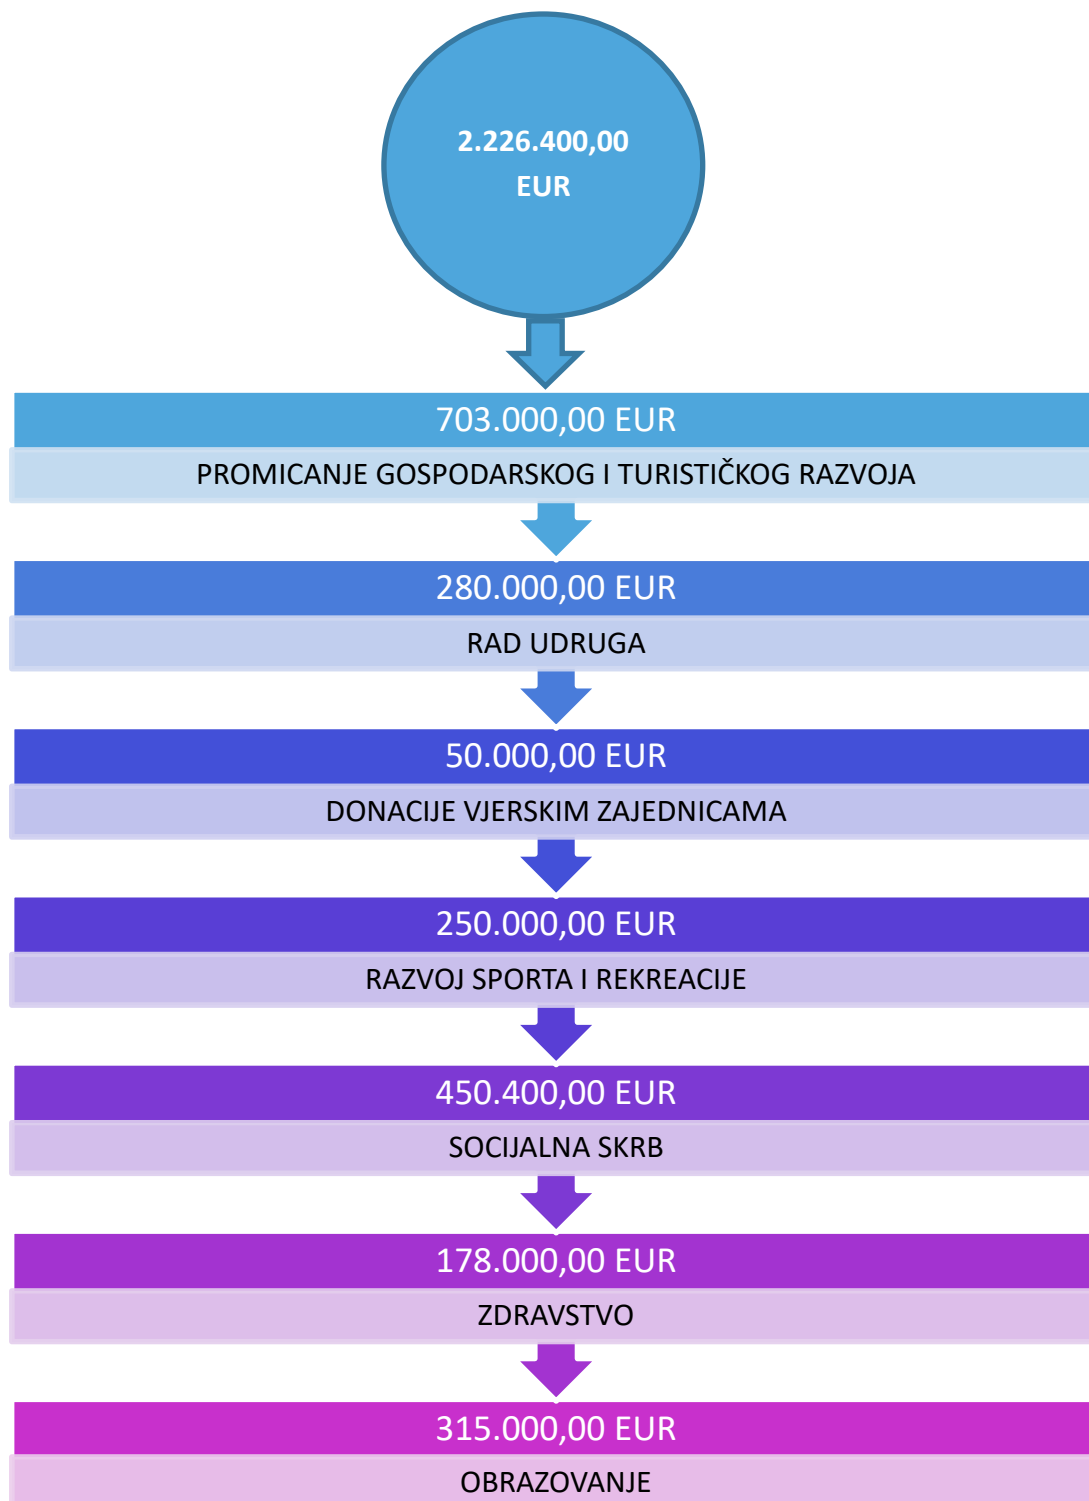 2.226.400,00
EUR
703.000,00 EUR
PROMICANJE GOSPODARSKOG I TURISTIČKOG RAZVOJA
280.000,00 EUR
RAD UDRUGA
50.000,00 EUR
DONACIJE VJERSKIM ZAJEDNICAMA
250.000,00 EUR
RAZVOJ SPORTA I REKREACIJE
450.400,00 EUR
SOCIJALNA SKRB
178.000,00 EUR
ZDRAVSTVO
315.000,00 EUR
OBRAZOVANJE